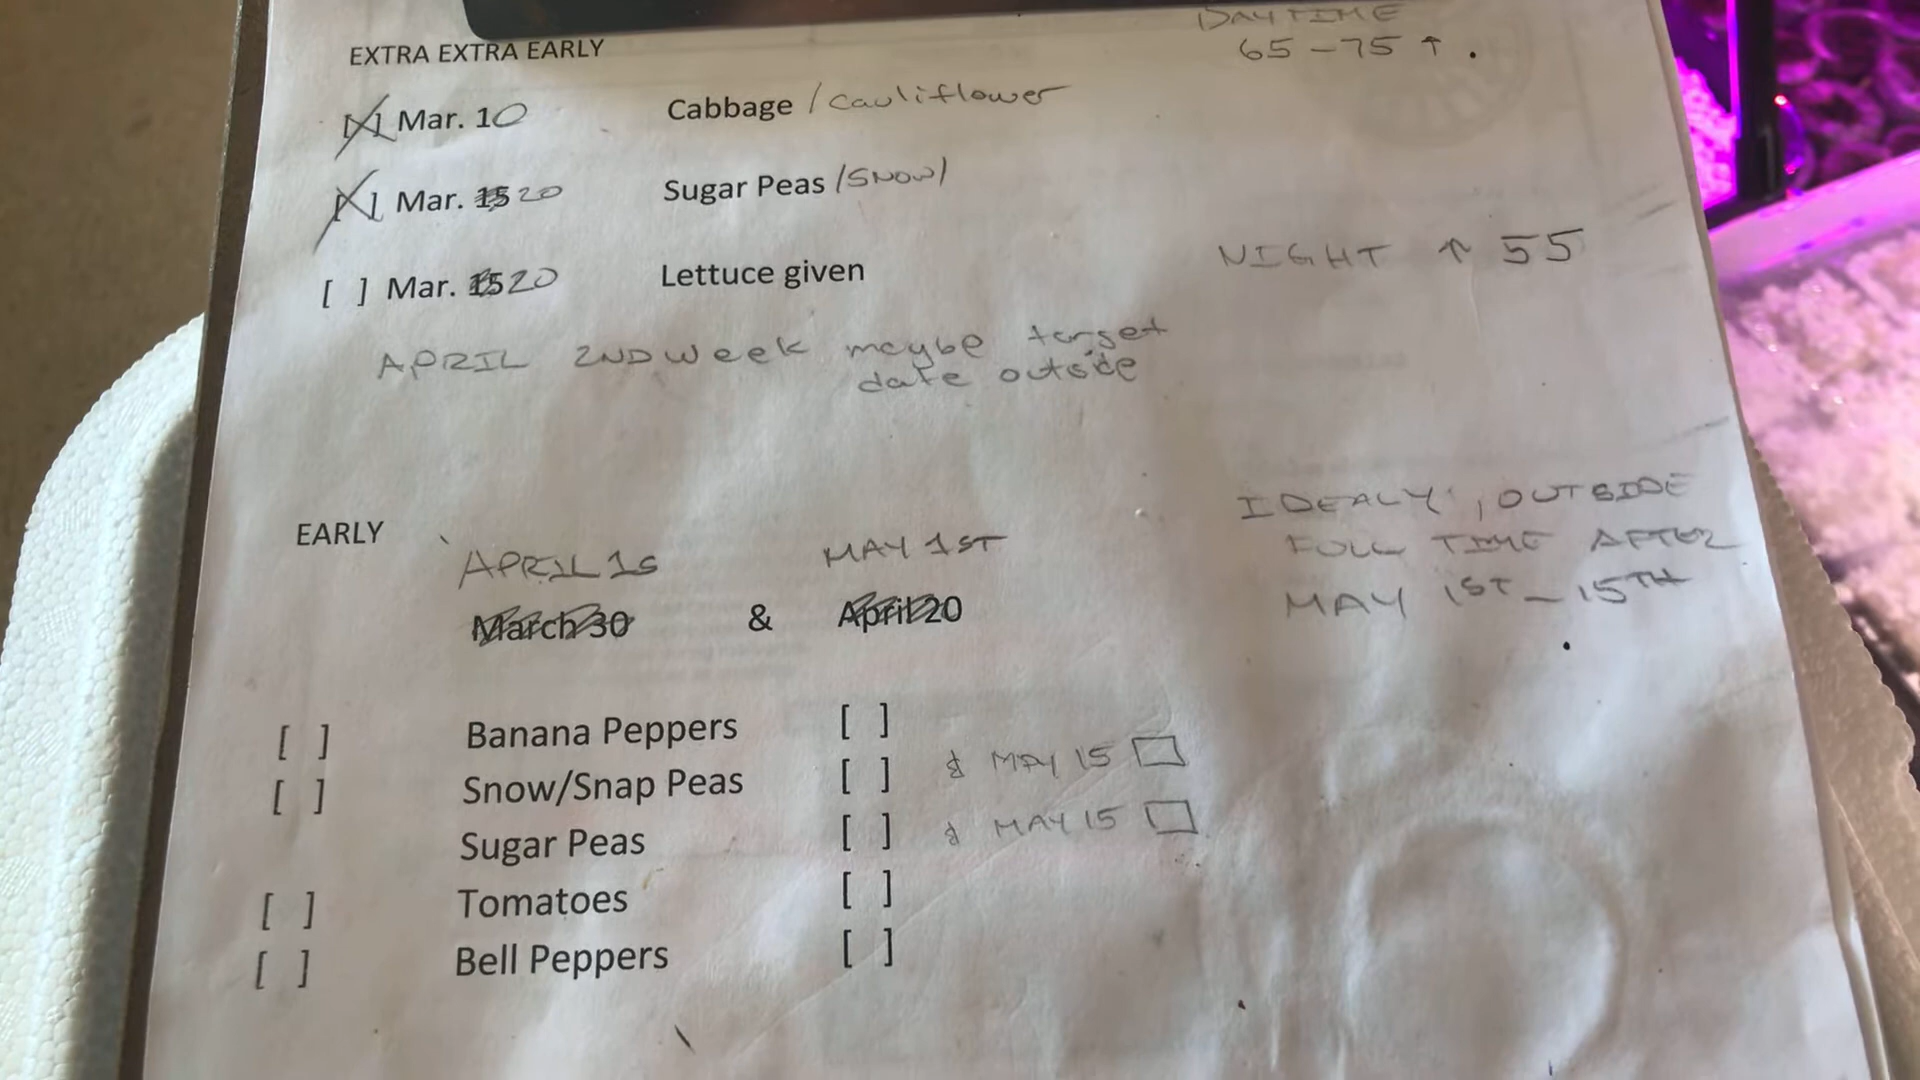 DAYTIME
65-75 ↑.
EXTRA EXTRA EARLY
[X] Mar. 10 Cabbage / Cauliflower
[X] Mar. 15 20 Sugar Peas /SNOW/
[ ] Mar. 15 20 Lettuce given
NIGHT ↑ 55
APRIL 2ND Week maybe target
date outside
IDEALY, OUTSIDE
FULL TIME AFTER
MAY 1ST-15TH
EARLY
APRIL 1S MAY 1ST
March 30 & April 20
[ ] Banana Peppers [ ]
[ ] Snow/Snap Peas [ ] & MAY 15 □
Sugar Peas [ ] & MAY 15 □
[ ] Tomatoes [ ]
[ ] Bell Peppers [ ]